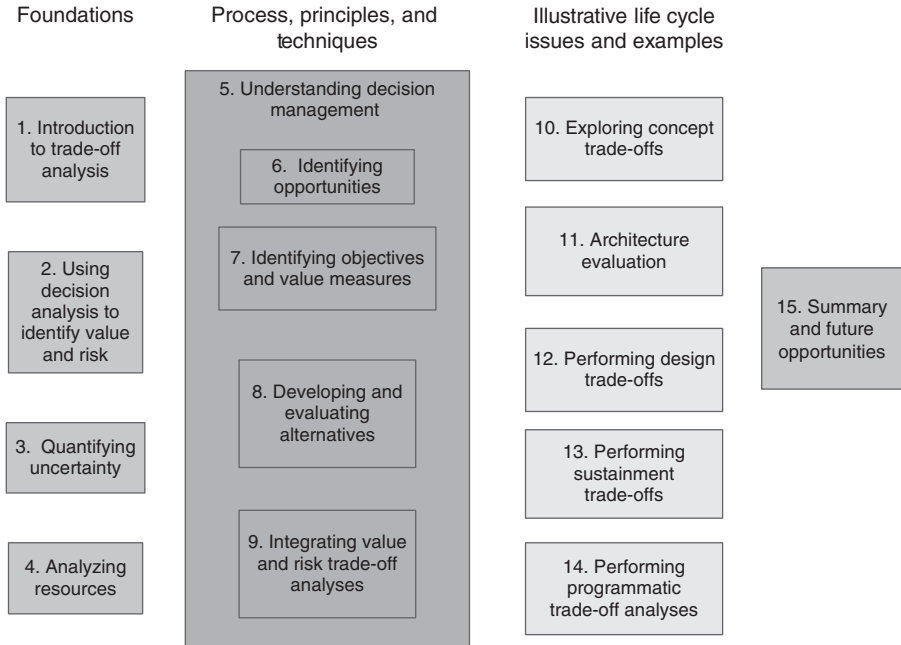 Foundations
1. Introduction
to trade-off
analysis
2. Using
decision
analysis to
identify value
and risk
3. Quantifying
uncertainty
4. Analyzing
resources
Process, principles, and
techniques
5. Understanding decision
management
6. Identifying
opportunities
7. Identifying objectives
and value measures
8. Developing and
evaluating
alternatives
9. Integrating value
and risk trade-off
analyses
Illustrative life cycle
issues and examples
10. Exploring concept
trade-offs
11. Architecture
evaluation
12. Performing design
trade-offs
13. Performing
sustainment
trade-offs
14. Performing
programmatic
trade-off analyses
15. Summary
and future
opportunities